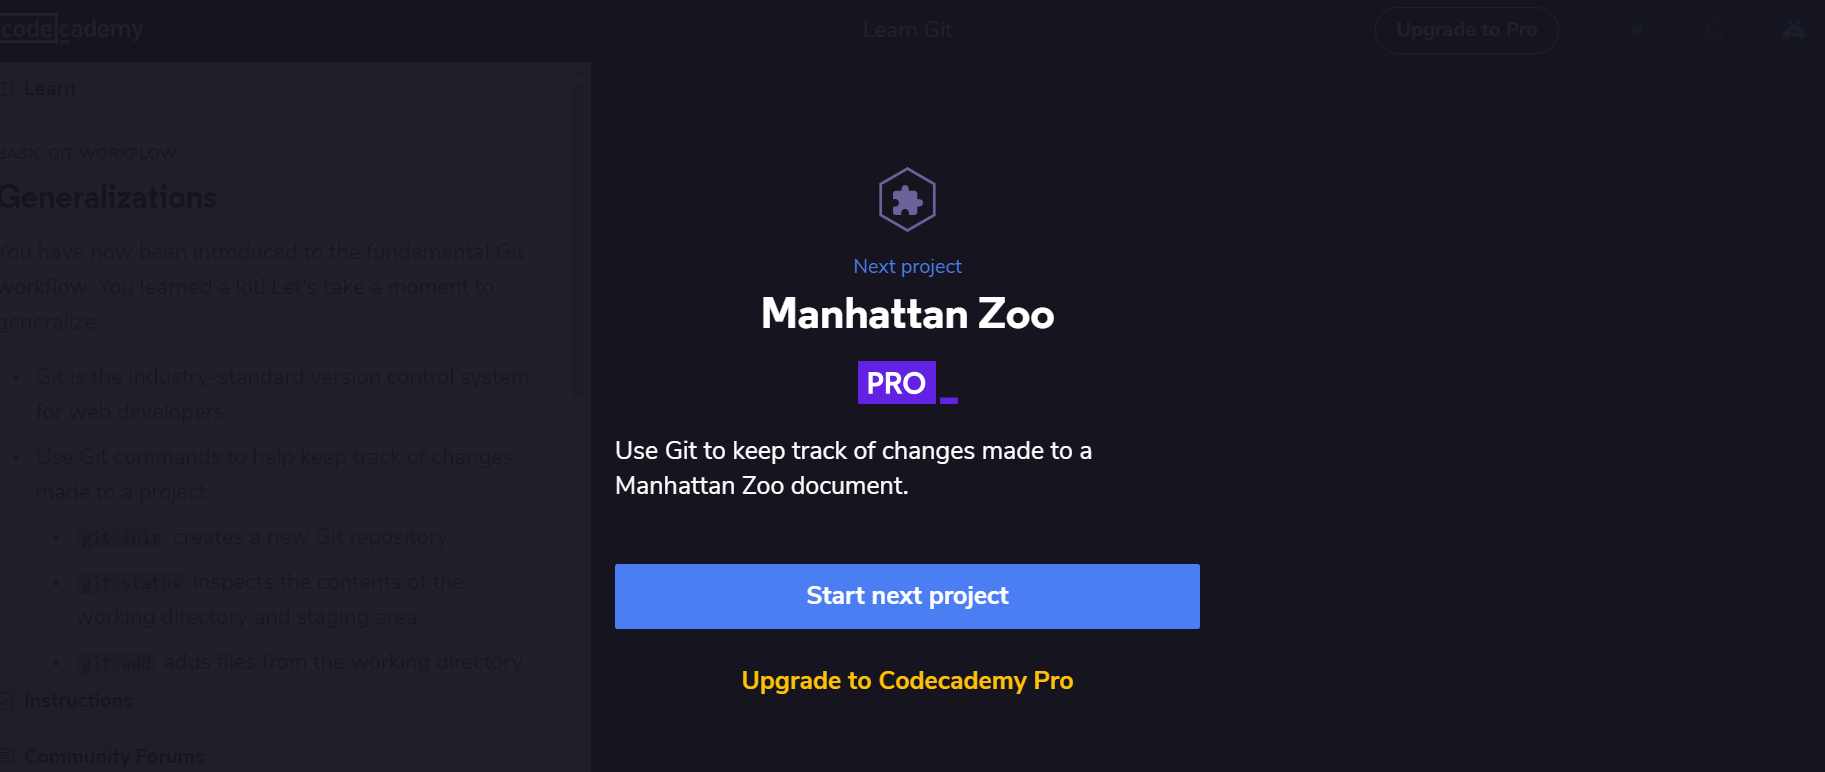 codecademy
Learn Git
Upgrade to Pro
Learn
BASIC GIT WORKFLOW
Generalizations
You have now been introduced to the fundamental Git
workflow. You learned a lot! Let's take a moment to
generalize:
• Git is the industry-standard version control system
for web developers
• Use Git commands to help keep track of changes
made to a project:
• git init creates a new Git repository
• git status inspects the contents of the
working directory and staging area
• git add adds files from the working directory
Instructions
Community Forums
Next project
Manhattan Zoo
PRO_
Use Git to keep track of changes made to a
Manhattan Zoo document.
Start next project
Upgrade to Codecademy Pro